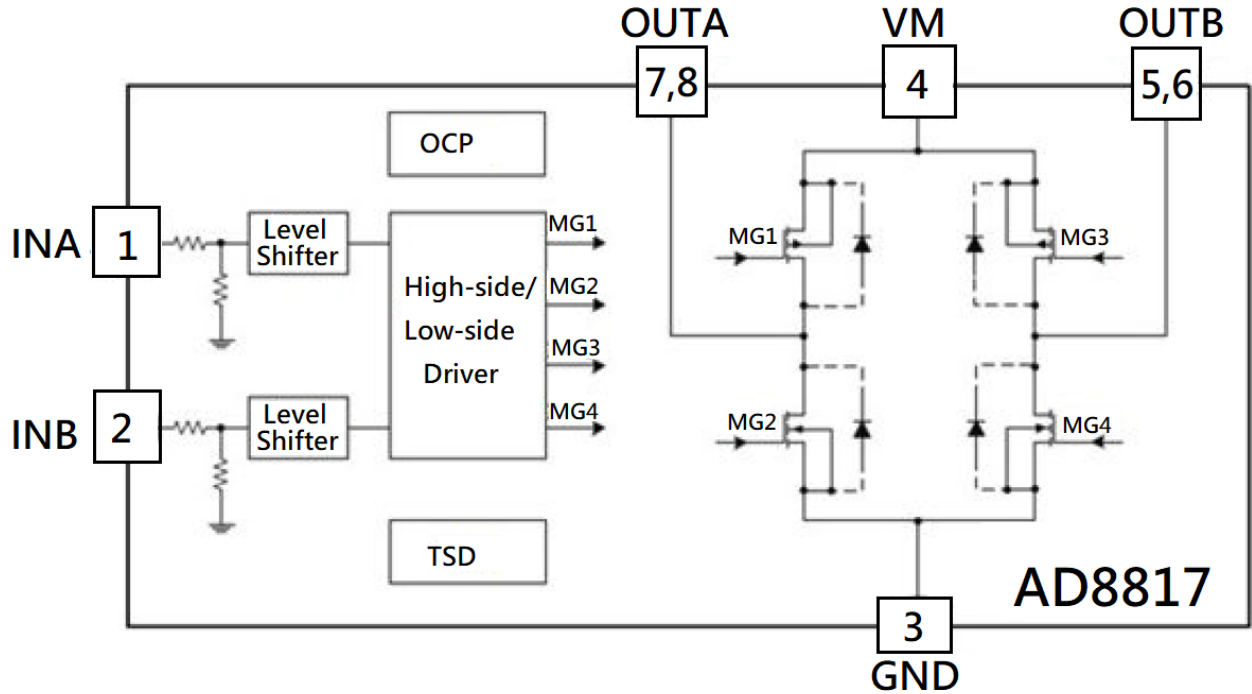 OUTA
VM
OUTB
7,8
4
5,6
OCP
INA
1
Level
Shifter
MG1
MG1
MG3
High-side/
Low-side
Driver
MG2
MG3
INB
2
Level
Shifter
MG4
MG2
MG4
TSD
AD8817
3
GND